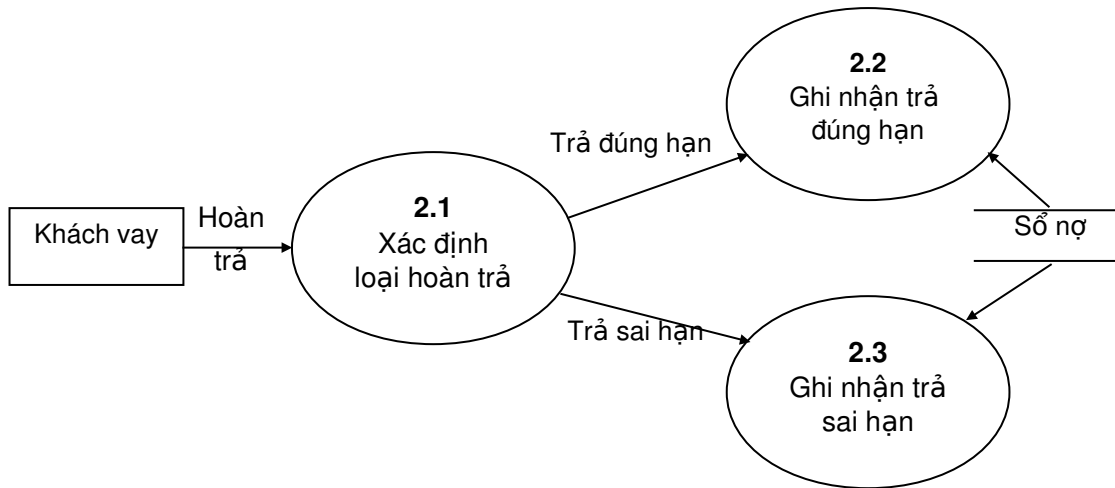 Khách vay
Hoàn
trả
2.1
Xác định
loại hoàn trả
Trả đúng hạn
Trả sai hạn
2.2
Ghi nhận trả
đúng hạn
Sổ nợ
2.3
Ghi nhận trả
sai hạn